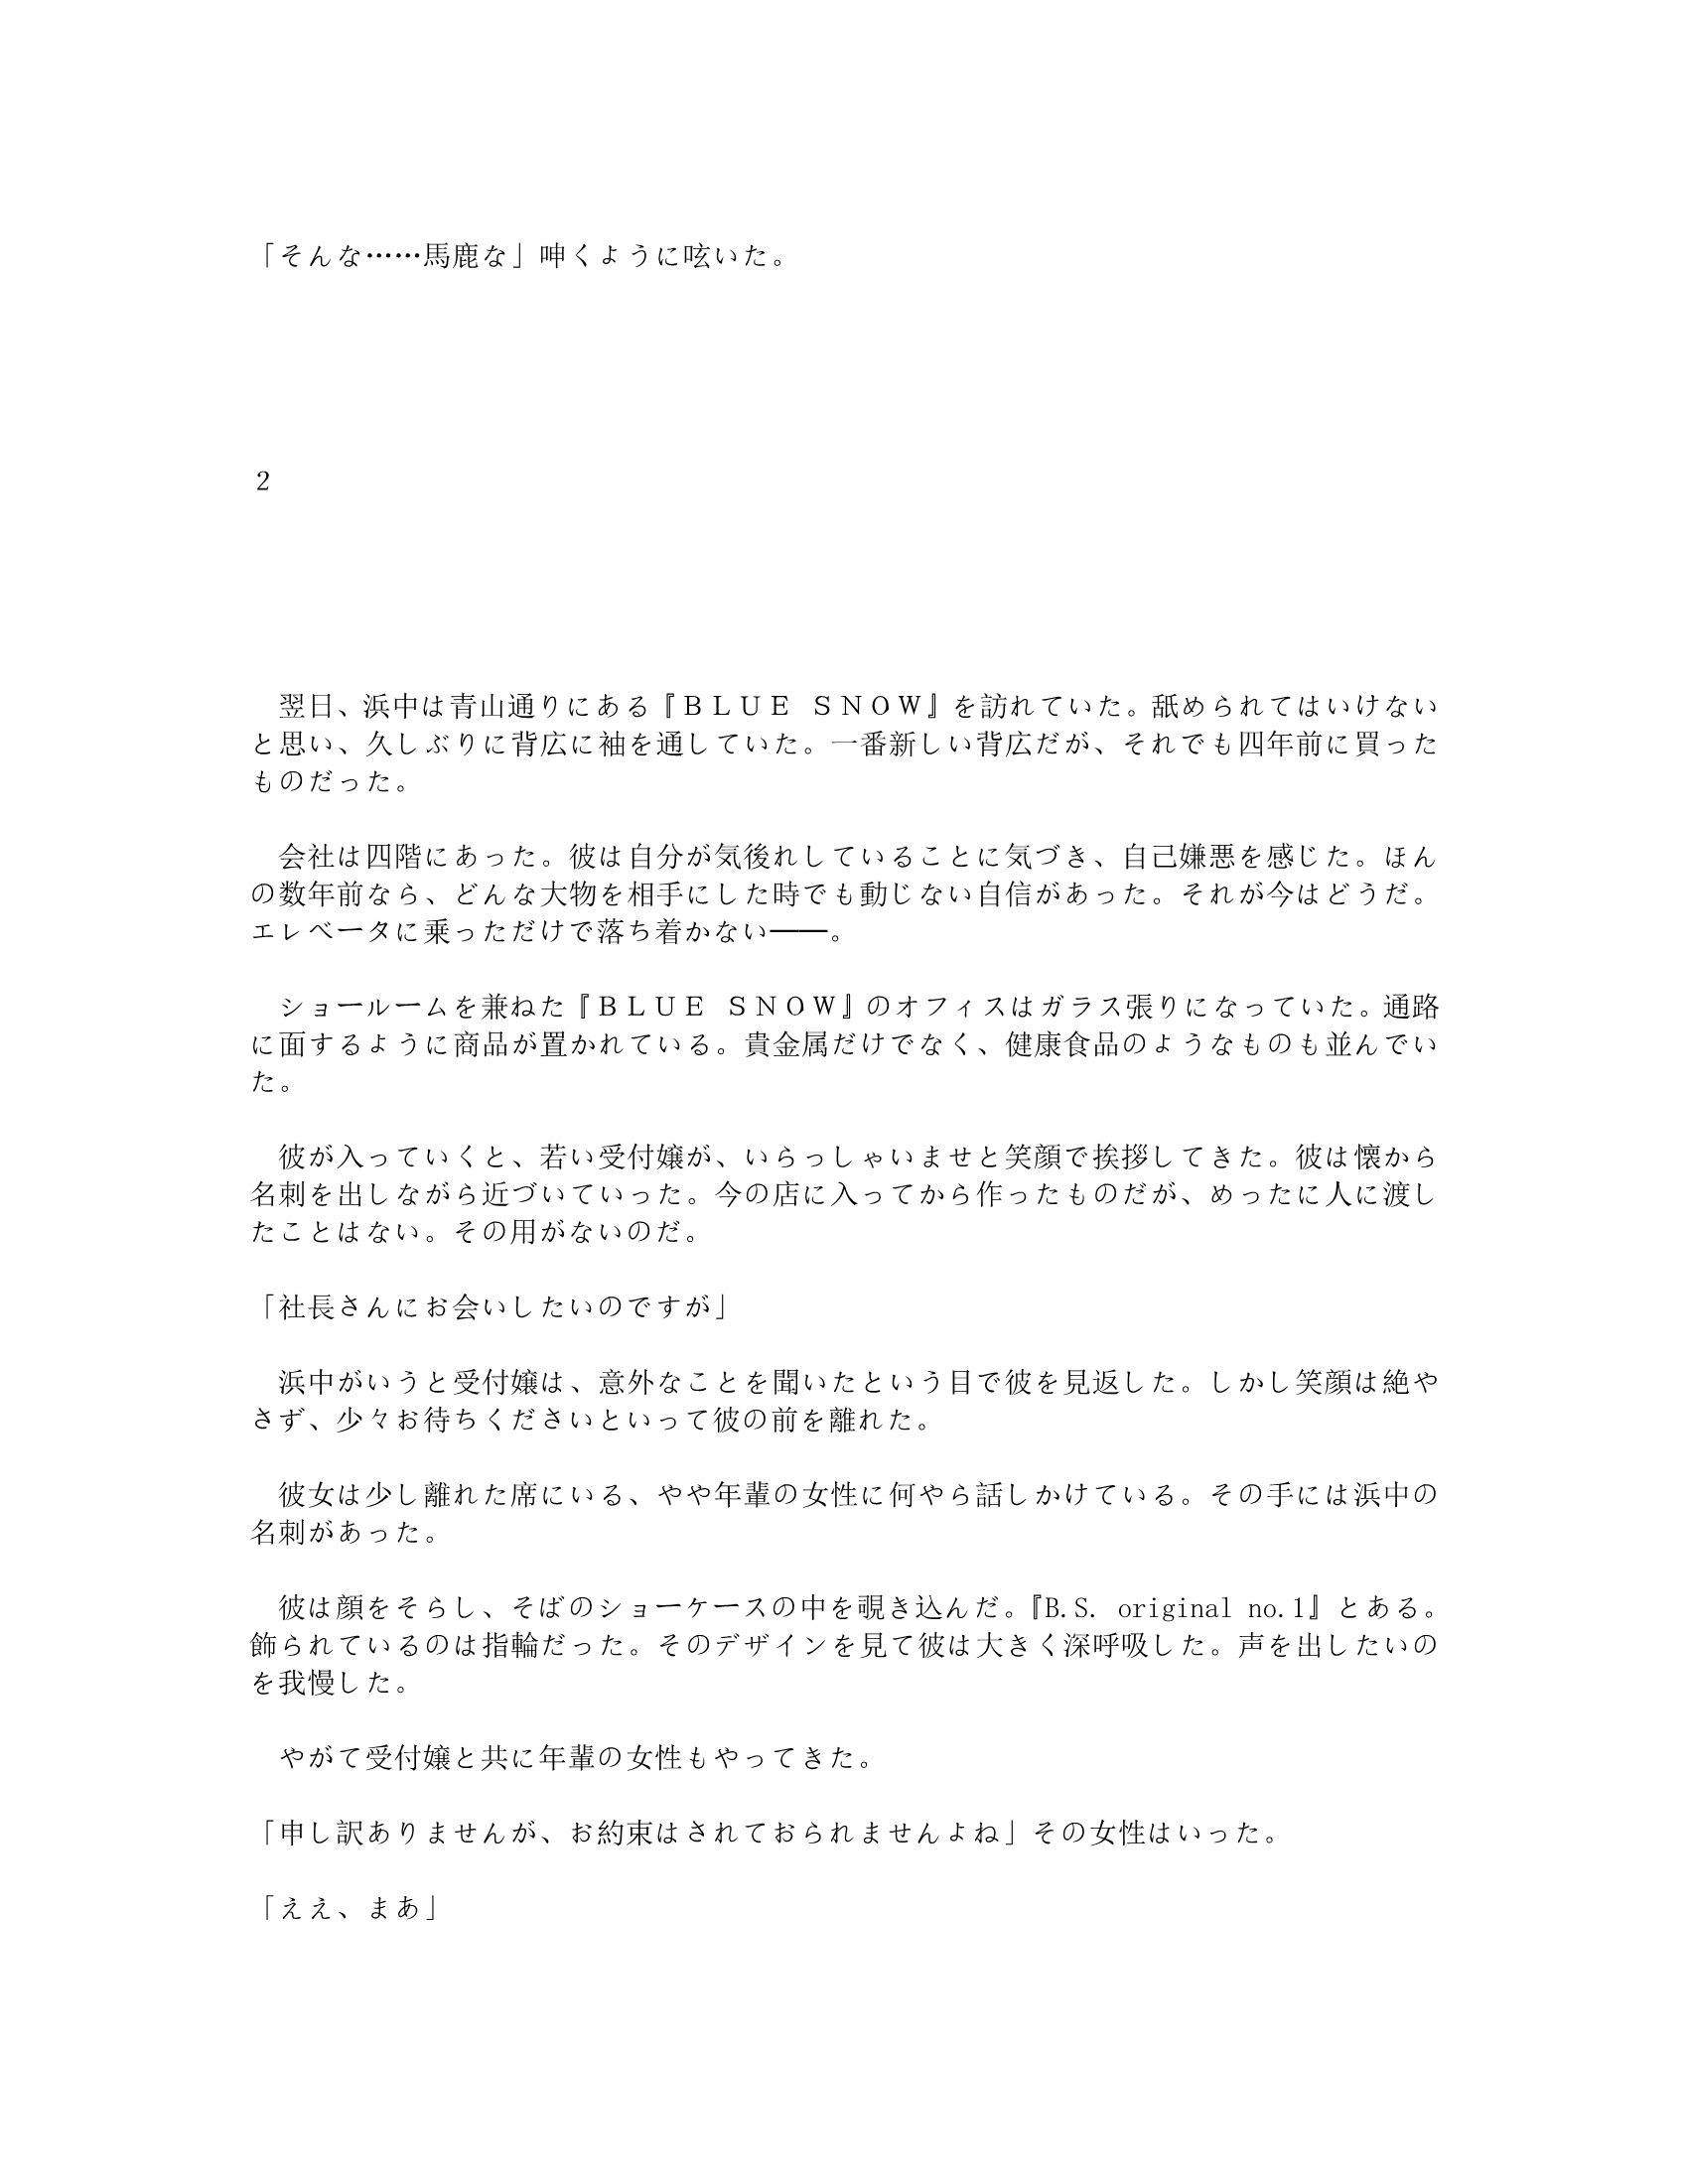 「そんな……馬鹿な」呻くように呟いた。
2
　翌日、浜中は青山通りにある『ＢＬＵＥ　ＳＮＯＷ』を訪れていた。舐められてはいけない
と思い、久しぶりに背広に袖を通していた。一番新しい背広だが、それでも四年前に買った
ものだった。
　会社は四階にあった。彼は自分が気後れしていることに気づき、自己嫌悪を感じた。ほん
の数年前なら、どんな大物を相手にした時でも動じない自信があった。それが今はどうだ。
エレベータに乗っただけで落ち着かない――。
　ショールームを兼ねた『ＢＬＵＥ　ＳＮＯＷ』のオフィスはガラス張りになっていた。通路
に面するように商品が置かれている。貴金属だけでなく、健康食品のようなものも並んでい
た。
　彼が入っていくと、若い受付嬢が、いらっしゃいませと笑顔で挨拶してきた。彼は懐から
名刺を出しながら近づいていった。今の店に入ってから作ったものだが、めったに人に渡し
たことはない。その用がないのだ。
「社長さんにお会いしたいのですが」
　浜中がいうと受付嬢は、意外なことを聞いたという目で彼を見返した。しかし笑顔は絶や
さず、少々お待ちくださいといって彼の前を離れた。
　彼女は少し離れた席にいる、やや年輩の女性に何やら話しかけている。その手には浜中の
名刺があった。
　彼は顔をそらし、そばのショーケースの中を覗き込んだ。『B.S. original no.1』とある。
飾られているのは指輪だった。そのデザインを見て彼は大きく深呼吸した。声を出したいの
を我慢した。
　やがて受付嬢と共に年輩の女性もやってきた。
「申し訳ありませんが、お約束はされておられませんよね」その女性はいった。
「ええ、まあ」